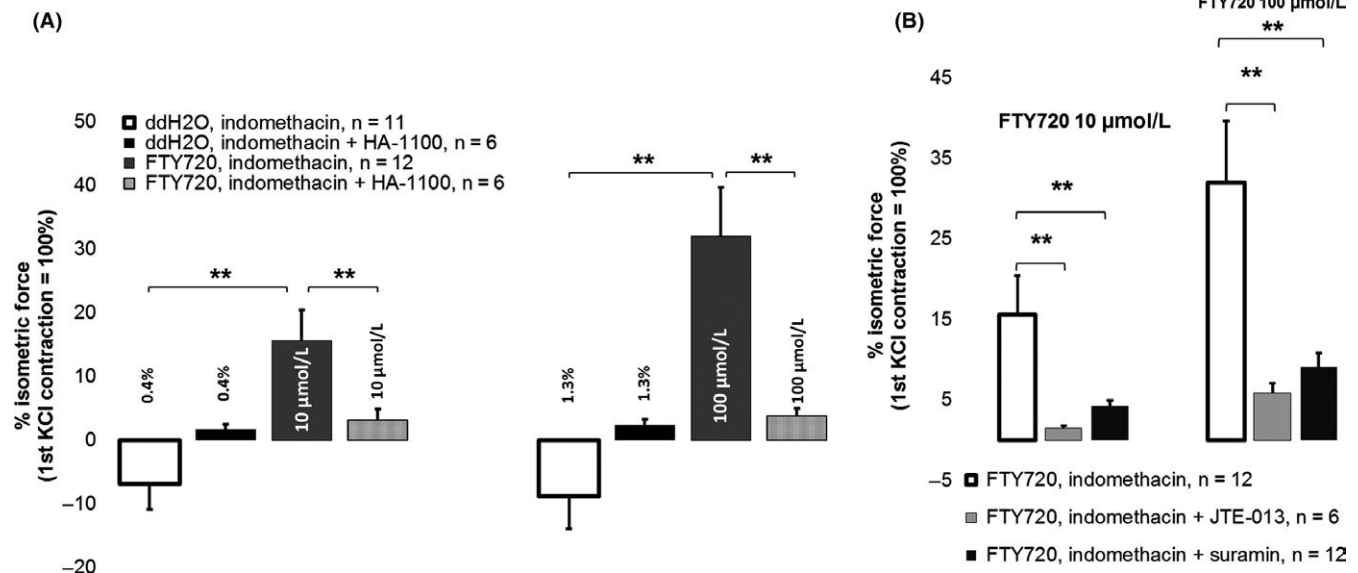 (A)
50
40
30
20
10
0
–10
–20
% isometric force
(1st KCl contraction = 100%)
ddH2O, indomethacin, n = 11
ddH2O, indomethacin + HA-1100, n = 6
FTY720, indomethacin, n = 12
FTY720, indomethacin + HA-1100, n = 6
**
**
**
**
0.4%
0.4%
10 μmol/L
10 μmol/L
1.3%
1.3%
100 μmol/L
100 μmol/L
(B)
FTY720 100 μmol/L
45
35
25
15
5
–5
% isometric force
(1st KCl contraction = 100%)
FTY720 10 μmol/L
**
**
**
**
FTY720, indomethacin, n = 12
FTY720, indomethacin + JTE-013, n = 6
FTY720, indomethacin + suramin, n = 12